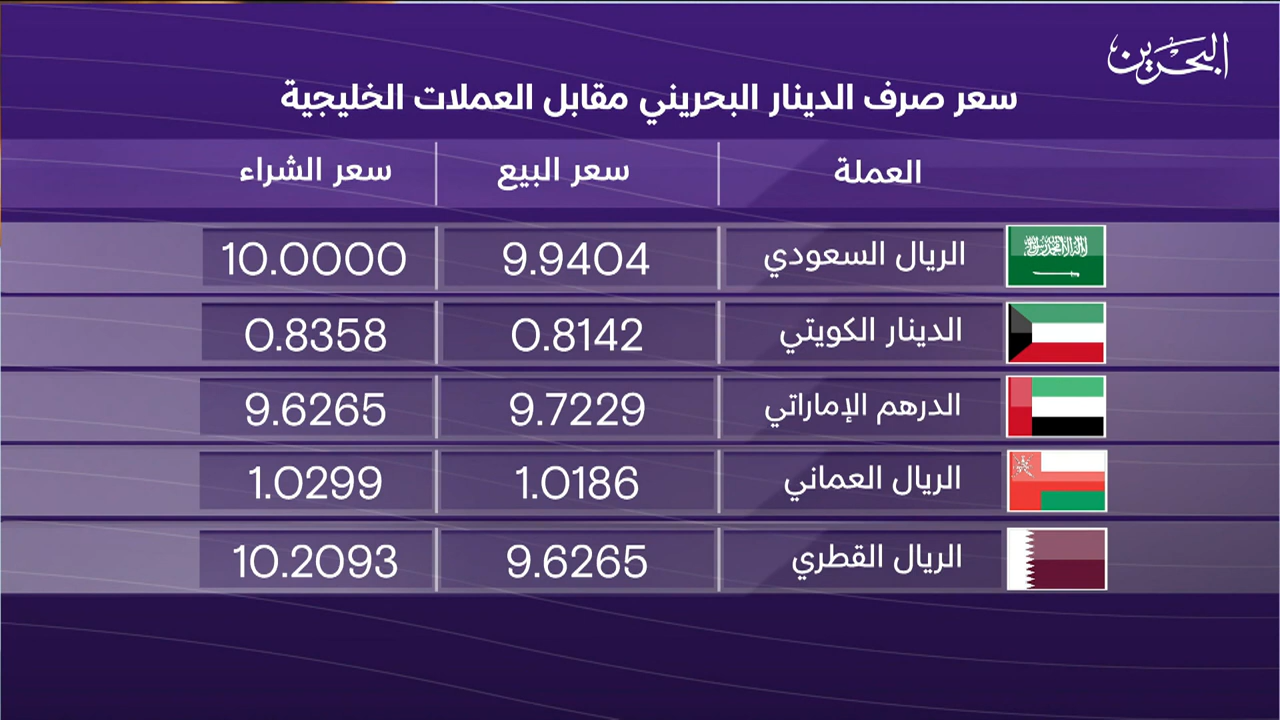 البحرين
سعر صرف الدينار البحريني مقابل العملات الخليجية
العملة سعر البيع سعر الشراء
الريال السعودي 9.9404 10.0000
الدينار الكويتي 0.8142 0.8358
الدرهم الإماراتي 9.7229 9.6265
الريال العماني 1.0186 1.0299
الريال القطري 9.6265 10.2093